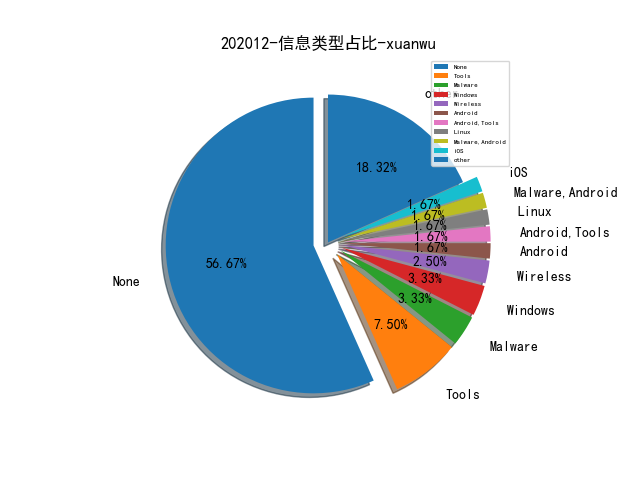 202012-信息类型占比-xuanwu
None
Tools
Malware
Windows
Wireless
Android
Android,Tools
Linux
Malware,Android
iOS
other
18.32%
iOS
1.67%
Malware,Android
1.67%
Linux
1.67%
Android,Tools
1.67%
Android
1.67%
Wireless
2.50%
Windows
3.33%
Malware
3.33%
Tools
7.50%
None
56.67%